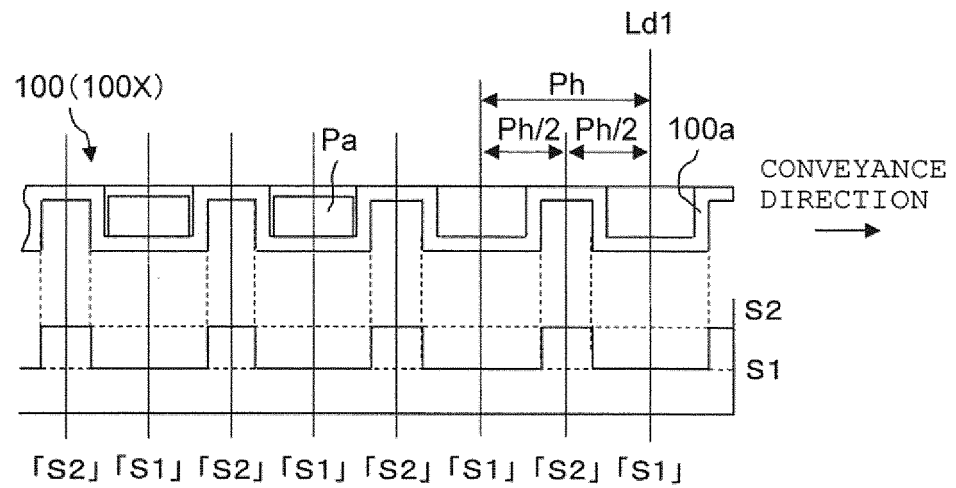 Ld1
100(100X)
Ph
Ph/2 Ph/2
100a
Pa
CONVEYANCE
DIRECTION
S2
S1
「S2」「S1」「S2」「S1」「S2」「S1」「S2」「S1」